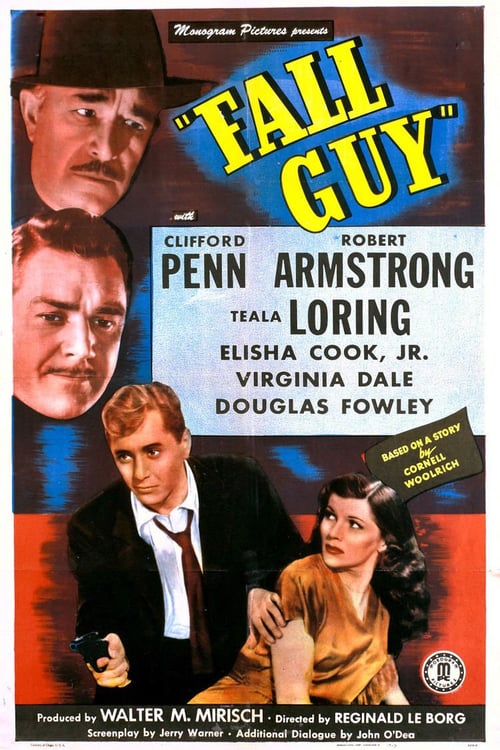 Monogram Pictures presents
"FALL
GUY"
with
CLIFFORD ROBERT
PENN ARMSTRONG
TEALA LORING
ELISHA COOK, JR.
VIRGINIA DALE
DOUGLAS FOWLEY
BASED ON A STORY
by
CORNELL
WOOLRICH
MONOGRAM
PICTURES
Produced by WALTER M. MIRISCH • Directed by REGINALD LE BORG
Screenplay by Jerry Warner • Additional Dialogue by John O'Dea